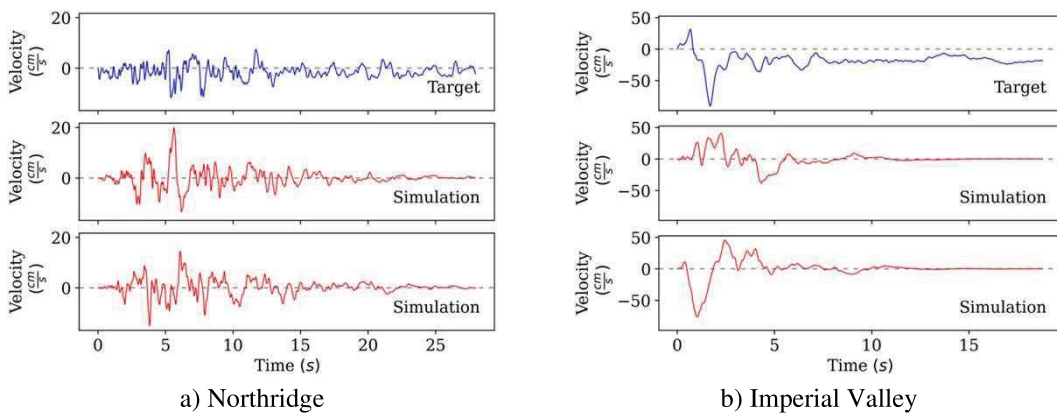 20
0
Velocity
(cm/s)
Target
20
0
Velocity
(cm/s)
Simulation
20
0
Velocity
(cm/s)
Simulation
0 5 10 15 20 25
Time (s)
a) Northridge
50
0
−50
Velocity
(cm/s)
Target
50
0
−50
Velocity
(cm/s)
Simulation
50
0
−50
Velocity
(cm/s)
Simulation
0 5 10 15
Time (s)
b) Imperial Valley